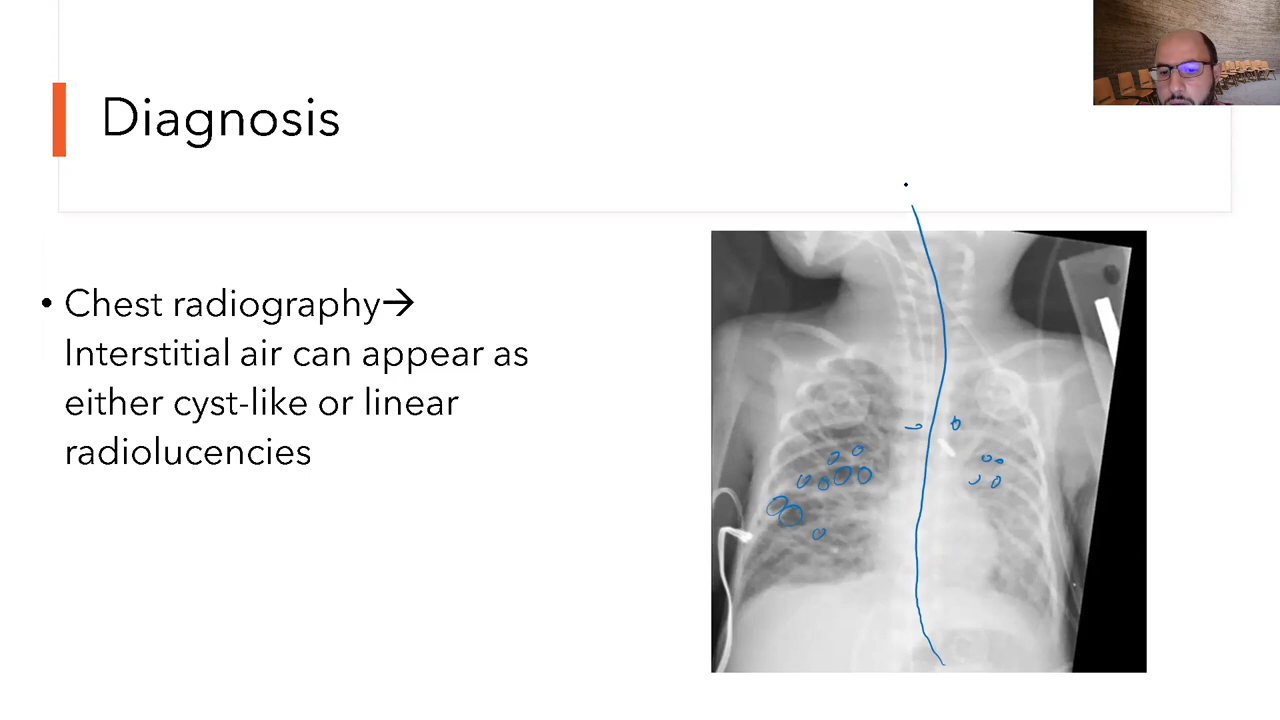 Diagnosis
• Chest radiography→
Interstitial air can appear as
either cyst-like or linear
radiolucencies